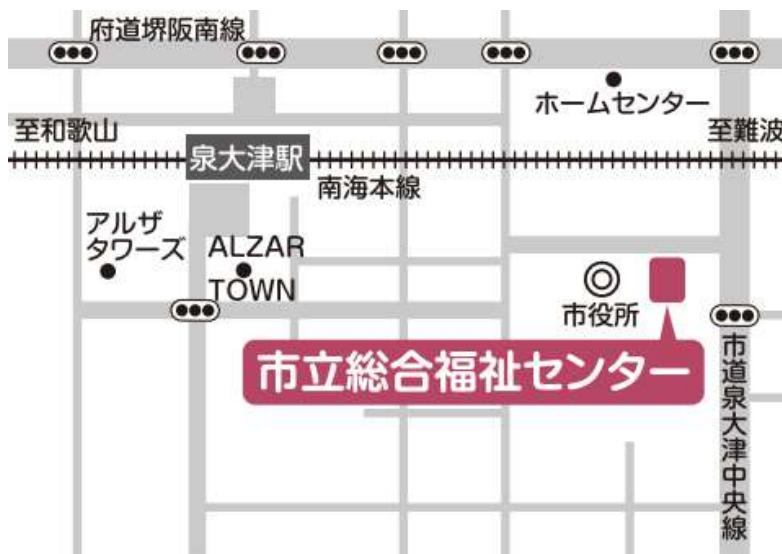 府道堺阪南線
ホームセンター
至和歌山
至難波
泉大津駅
南海本線
アルザ
タワーズ
ALZAR
TOWN
市役所
市立総合福祉センター
市道泉大津中央線